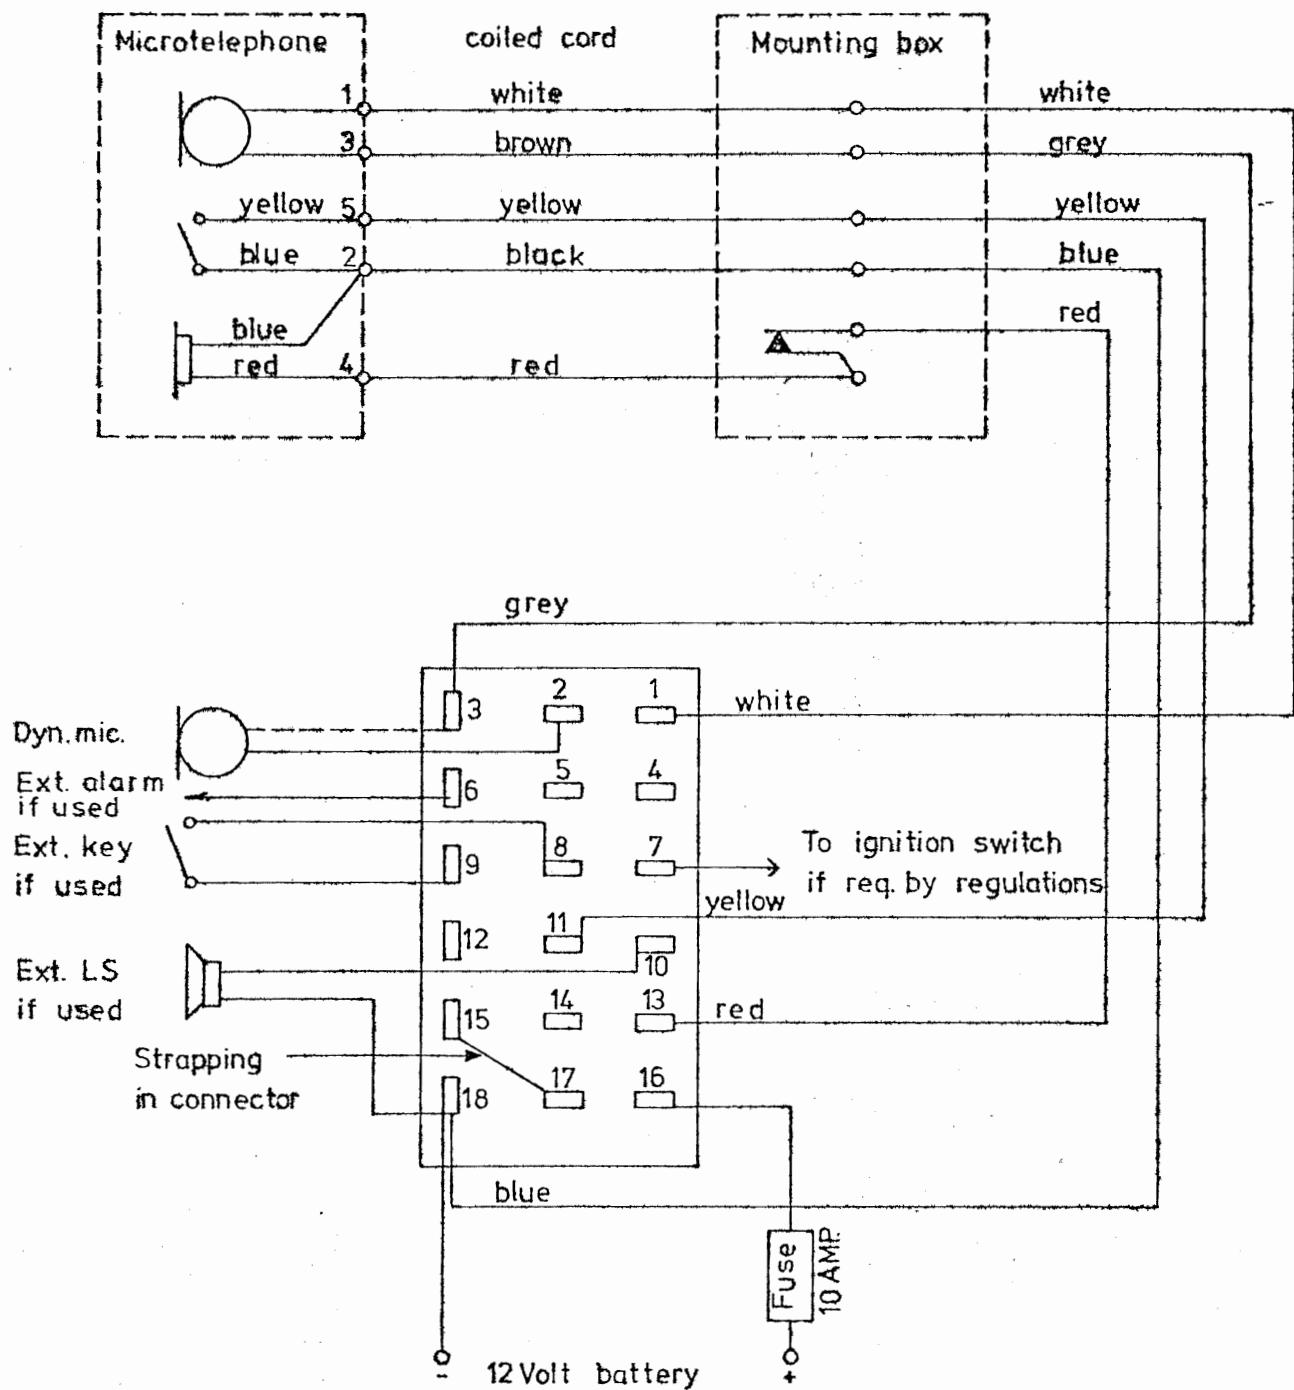 Microtelephone coiled cord Mounting box
1 white white
3 brown grey
yellow 5 yellow yellow
blue 2 black blue
red
blue
red 4 red
grey
3 2 1 white
Dyn. mic.
Ext. alarm
if used
6 5 4
Ext. key
if used
9 8 7
To ignition switch
if req. by regulations
yellow
12 11 10
Ext. LS
if used
15 14 13 red
Strapping
in connector
18 17 16
blue
Fuse
10 AMP.
- 12 Volt battery +